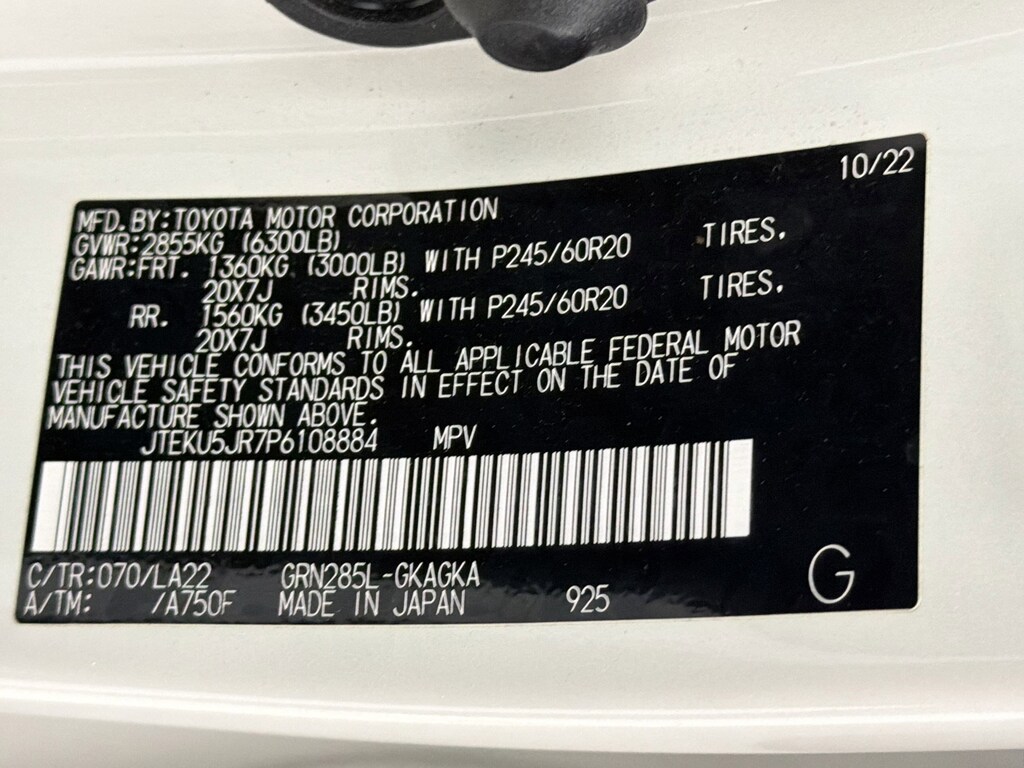 10/22
MFD.BY:TOYOTA MOTOR CORPORATION
GVWR:2855KG (6300LB)
GAWR:FRT. 1360KG (3000LB) WITH P245/60R20 TIRES.
20X7J RIMS.
RR. 1560KG (3450LB) WITH P245/60R20 TIRES.
20X7J RIMS.
THIS VEHICLE CONFORMS TO ALL APPLICABLE FEDERAL MOTOR
VEHICLE SAFETY STANDARDS IN EFFECT ON THE DATE OF
MANUFACTURE SHOWN ABOVE.
JTEKU5JR7P6108884 MPV
C/TR:070/LA22 GRN285L-GKAGKA
A/TM: /A750F MADE IN JAPAN 925
G